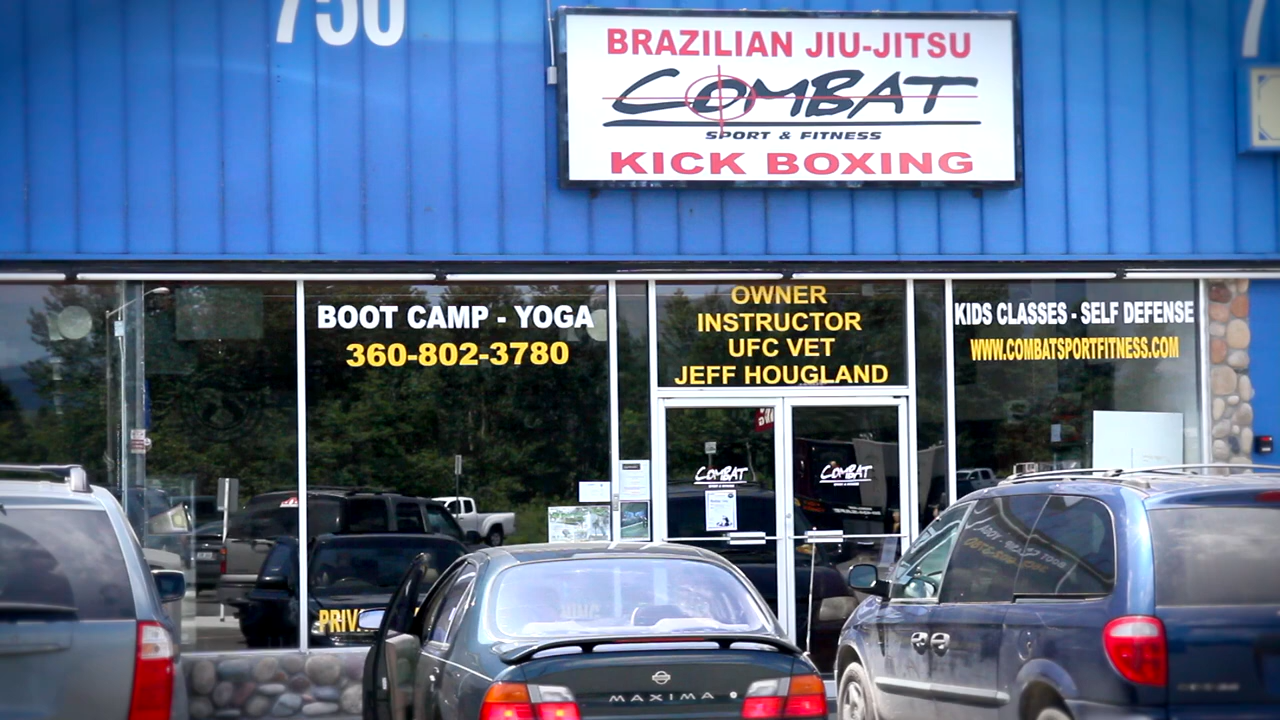 750
BRAZILIAN JIU-JITSU
COMBAT
SPORT & FITNESS
KICK BOXING
BOOT CAMP - YOGA
360-802-3780
OWNER
INSTRUCTOR
UFC VET
JEFF HOUGLAND
KIDS CLASSES - SELF DEFENSE
WWW.COMBATSPORTFITNESS.COM
COMBAT
COMBAT
PRIV
MAXIMA